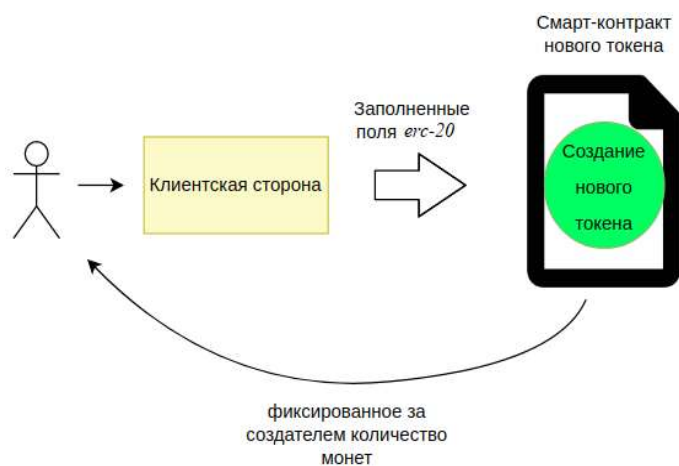 Смарт-контракт
нового токена
Заполненные
поля erc-20
Клиентская сторона
Создание
нового
токена
фиксированное за
создателем количество
монет